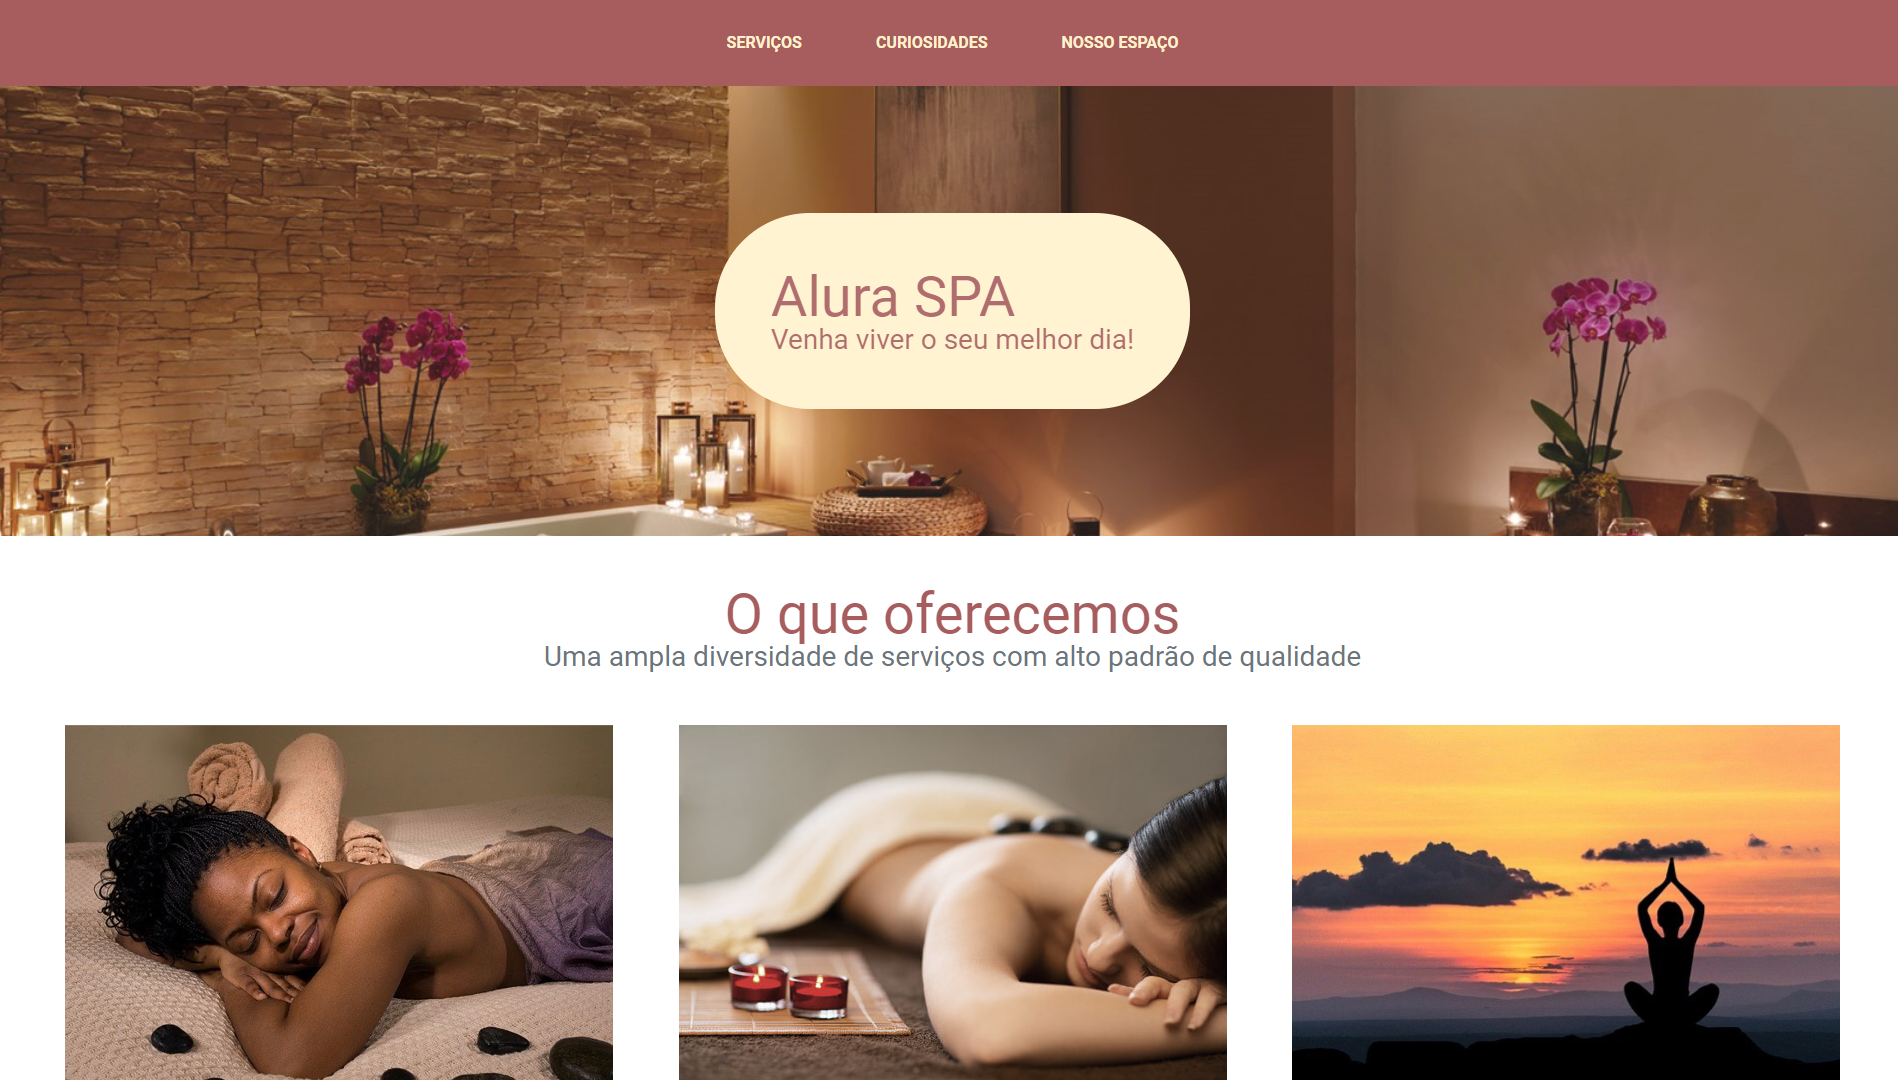 SERVIÇOS CURIOSIDADES NOSSO ESPAÇO
Alura SPA
Venha viver o seu melhor dia!
O que oferecemos
Uma ampla diversidade de serviços com alto padrão de qualidade